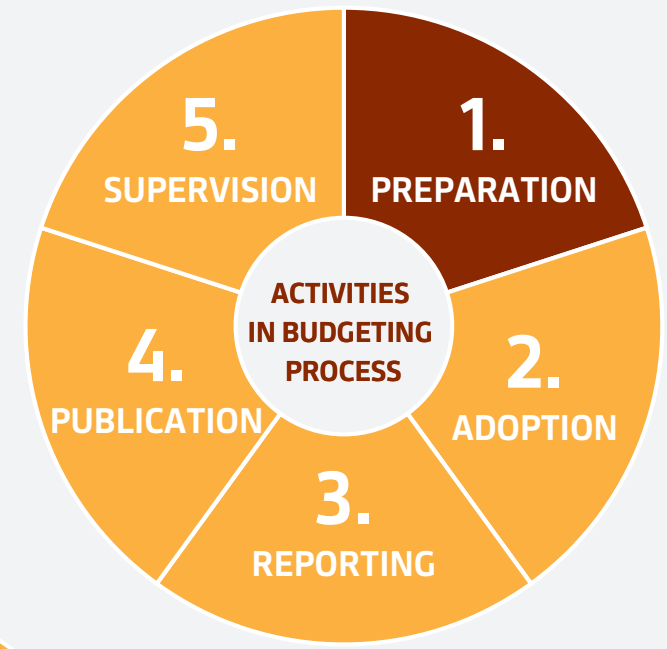 ACTIVITIES
IN BUDGETING
PROCESS
1.
PREPARATION
2.
ADOPTION
3.
REPORTING
4.
PUBLICATION
5.
SUPERVISION